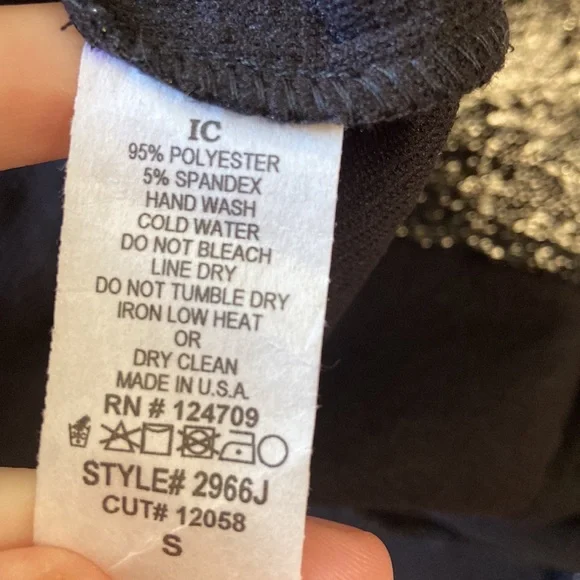 IC
95% POLYESTER
5% SPANDEX
HAND WASH
COLD WATER
DO NOT BLEACH
LINE DRY
DO NOT TUMBLE DRY
IRON LOW HEAT
OR
DRY CLEAN
MADE IN U.S.A.
RN # 124709
STYLE# 2966J
CUT# 12058
S